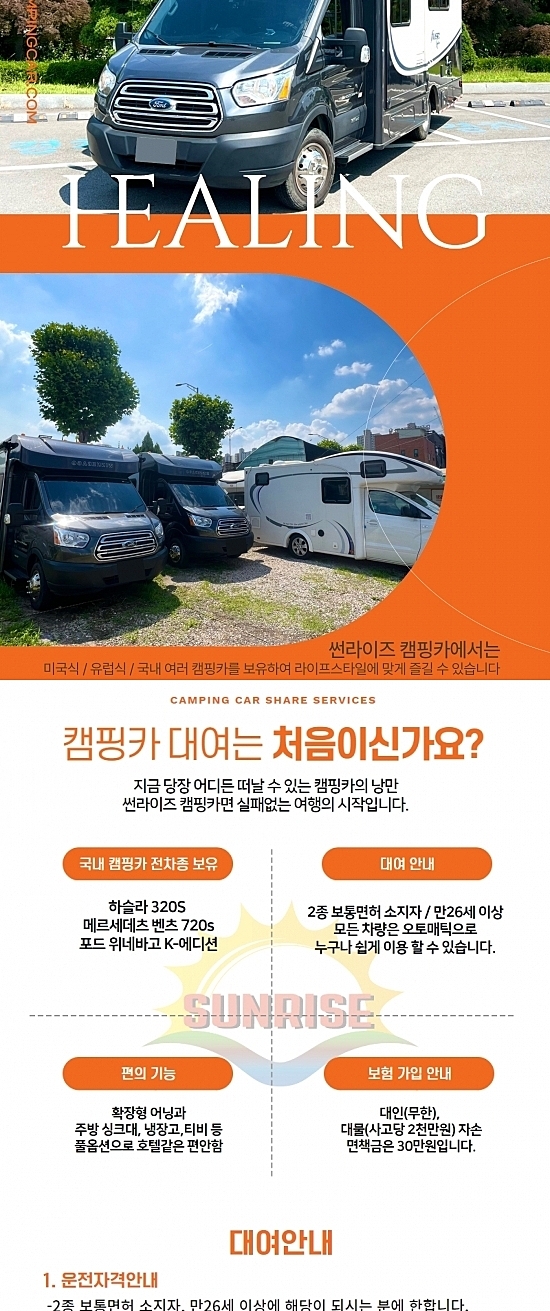 MPINGCAR.COM
Ford
HEALING
썬라이즈 캠핑카에서는
미국식 / 유럽식 / 국내 여러 캠핑카를 보유하여 라이프스타일에 맞게 즐길 수 있습니다
CAMPING CAR SHARE SERVICES
캠핑카 대여는 처음이신가요?
지금 당장 어디든 떠날 수 있는 캠핑카의 낭만
썬라이즈 캠핑카면 실패없는 여행의 시작입니다.
국내 캠핑카 전차종 보유
하슬라 320S
메르세데츠 벤츠 720s
포드 위네바고 K-에디션
대여 안내
2종 보통면허 소지자 / 만26세 이상
모든 차량은 오토매틱으로
누구나 쉽게 이용 할 수 있습니다.
SUNRISE
편의 기능
확장형 어닝과
주방 싱크대, 냉장고,티비 등
풀옵션으로 호텔같은 편안함
보험 가입 안내
대인(무한),
대물(사고당 2천만원) 자손
면책금은 30만원입니다.
대여안내
1. 운전자격안내
-2종 보통면허 소지자, 만26세 이상에 해당이 되시는 분에 한합니다.